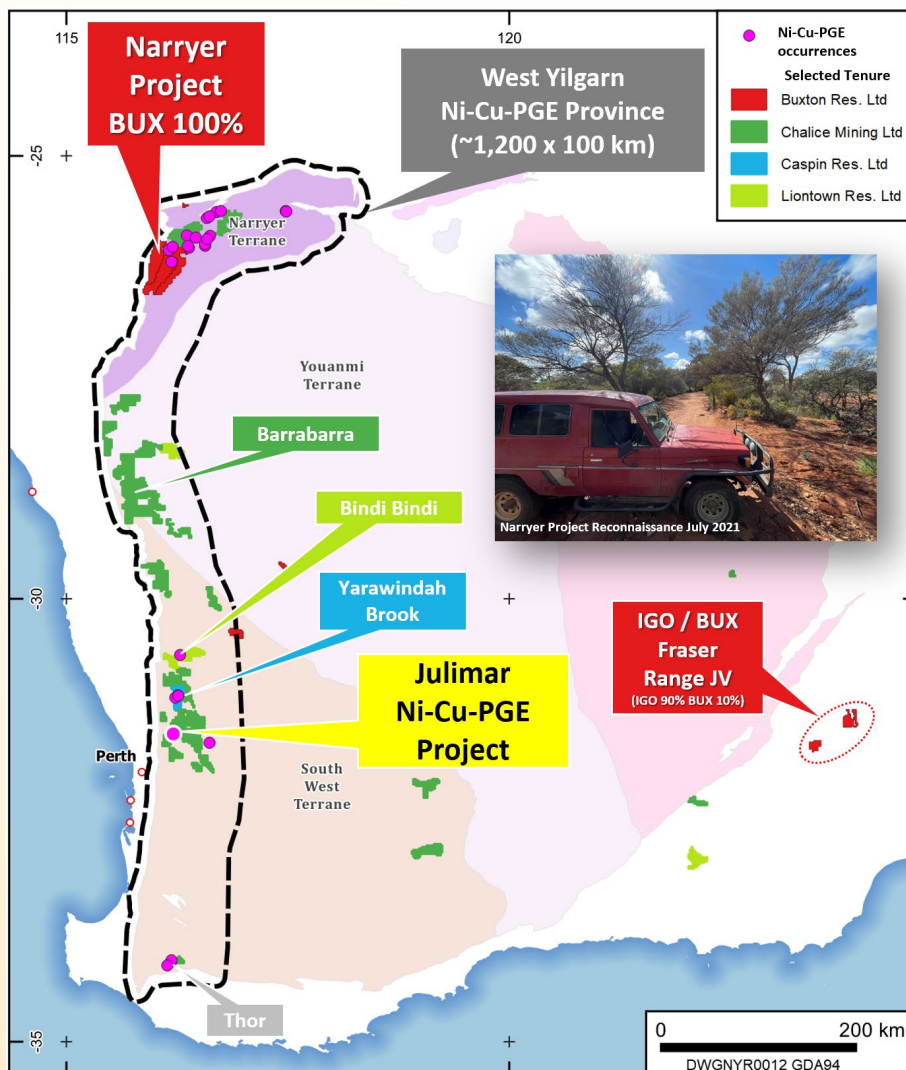 115
120
Narryer
Project
BUX 100%
West Yilgarn
Ni-Cu-PGE Province
(~1,200 x 100 km)
Ni-Cu-PGE
occurrences
Selected Tenure
Buxton Res. Ltd
Chalice Mining Ltd
Caspin Res. Ltd
Liontown Res. Ltd
-25
Narryer
Terrane
Youanmi
Terrane
Narryer Project Reconnaissance July 2021
Barrabarra
Bindi Bindi
-30
Yarawindah
Brook
IGO / BUX
Fraser
Range JV
(IGO 90% BUX 10%)
Julimar
Ni-Cu-PGE
Project
Perth
South
West
Terrane
Thor
-35
0
200 km
DWGNYR0012 GDA94